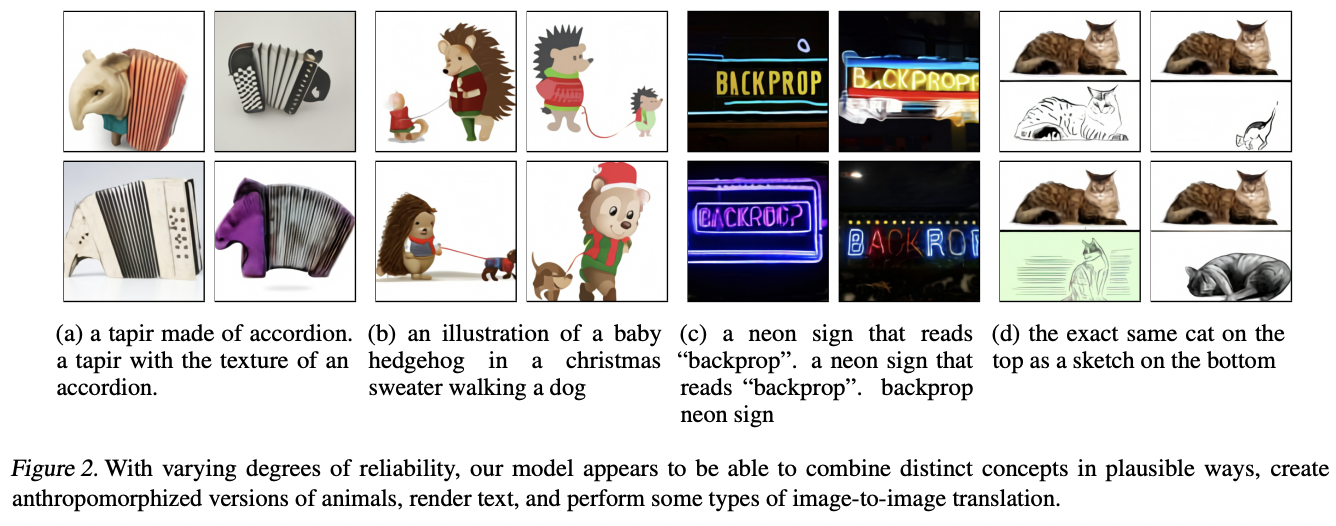 BACKPROP
BACKPROPF
BACKROG?
BACKROP
(a) a tapir made of accordion.
a tapir with the texture of an
accordion.
(b) an illustration of a baby
hedgehog in a christmas
sweater walking a dog
(c) a neon sign that reads
“backprop”. a neon sign that
reads “backprop”. backprop
neon sign
(d) the exact same cat on the
top as a sketch on the bottom
Figure 2. With varying degrees of reliability, our model appears to be able to combine distinct concepts in plausible ways, create
anthropomorphized versions of animals, render text, and perform some types of image-to-image translation.